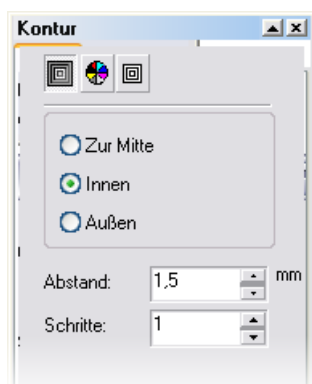 Kontur
Zur Mitte
Innen
Außen
Abstand: 1,5 mm
Schritte: 1